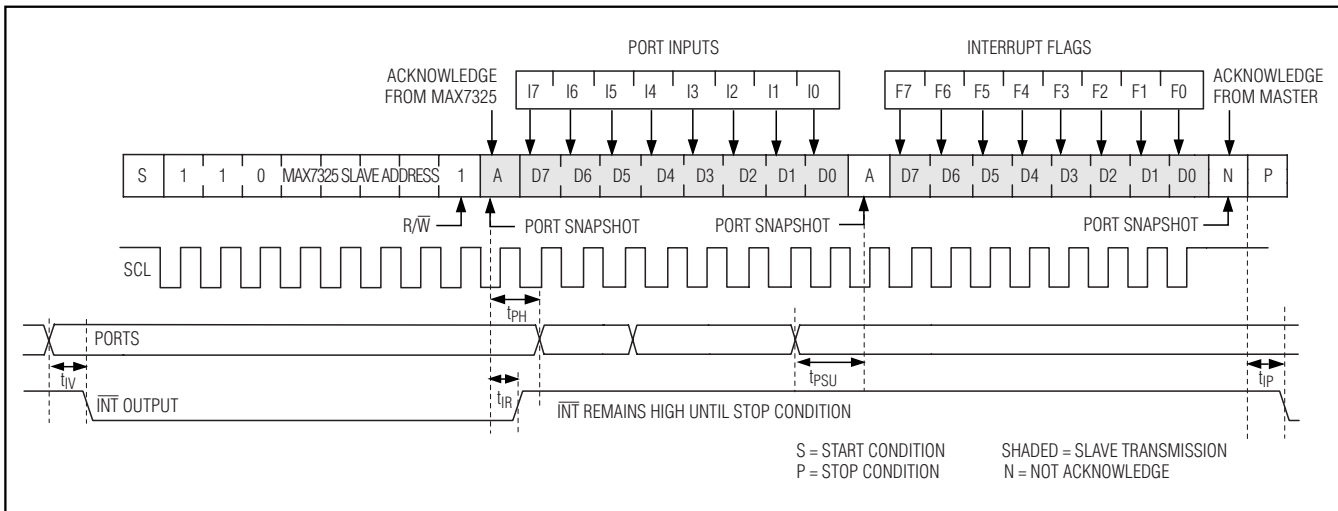 PORT INPUTS
INTERRUPT FLAGS
ACKNOWLEDGE
FROM MAX7325
I7 I6 I5 I4 I3 I2 I1 I0
F7 F6 F5 F4 F3 F2 F1 F0
ACKNOWLEDGE
FROM MASTER
S 1 1 0 MAX7325 SLAVE ADDRESS 1 A D7 D6 D5 D4 D3 D2 D1 D0 A D7 D6 D5 D4 D3 D2 D1 D0 N P
R/W̅ PORT SNAPSHOT PORT SNAPSHOT PORT SNAPSHOT
SCL
tPH
PORTS
tIV
tIR
tPSU
tIP
I̅N̅T̅ OUTPUT
I̅N̅T̅ REMAINS HIGH UNTIL STOP CONDITION
S = START CONDITION SHADED = SLAVE TRANSMISSION
P = STOP CONDITION N = NOT ACKNOWLEDGE